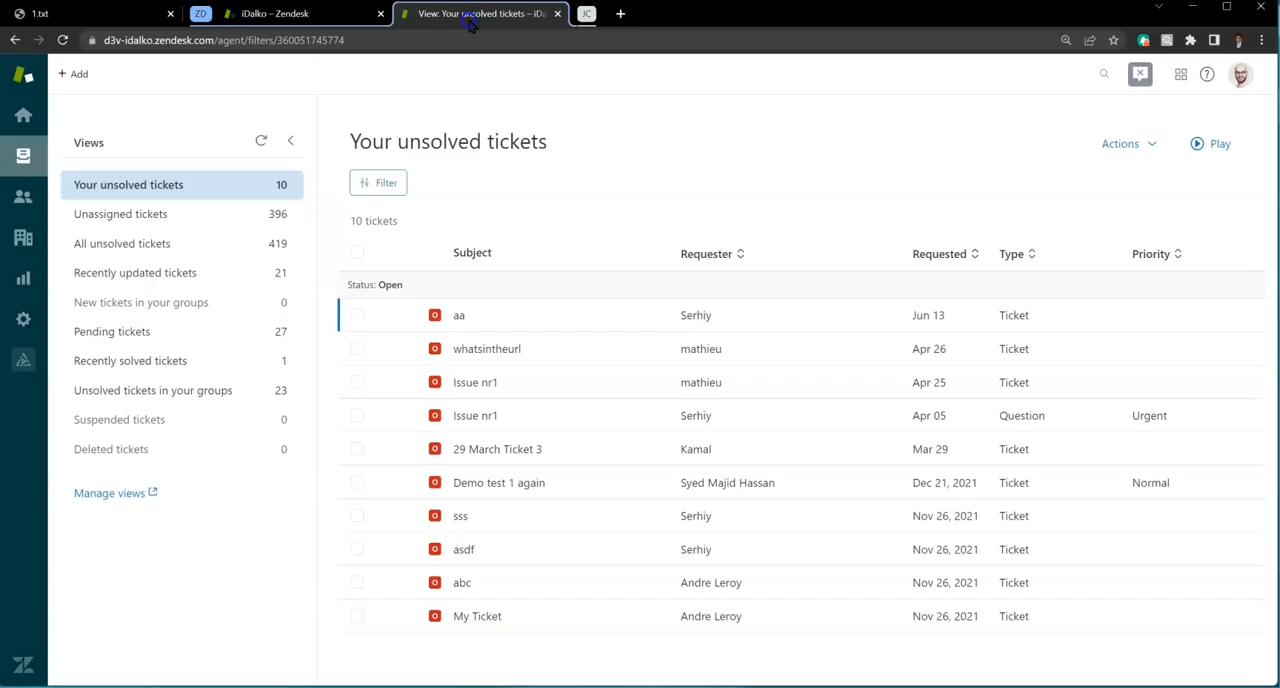 1.txt
ZD
iDalko – Zendesk
View: Your unsolved tickets – iDa
JC
d3v-idalko.zendesk.com/agent/filters/360051745774
+ Add
Views
Your unsolved tickets 10
Unassigned tickets 396
All unsolved tickets 419
Recently updated tickets 21
New tickets in your groups 0
Pending tickets 27
Recently solved tickets 1
Unsolved tickets in your groups 23
Suspended tickets 0
Deleted tickets 0
Manage views
Your unsolved tickets
Actions
Play
Filter
10 tickets
Subject Requester Requested Type Priority
Status: Open
O aa Serhiy Jun 13 Ticket
O whatsintheurl mathieu Apr 26 Ticket
O Issue nr1 mathieu Apr 25 Ticket
O Issue nr1 Serhiy Apr 05 Question Urgent
O 29 March Ticket 3 Kamal Mar 29 Ticket
O Demo test 1 again Syed Majid Hassan Dec 21, 2021 Ticket Normal
O sss Serhiy Nov 26, 2021 Ticket
O asdf Serhiy Nov 26, 2021 Ticket
O abc Andre Leroy Nov 26, 2021 Ticket
O My Ticket Andre Leroy Nov 26, 2021 Ticket